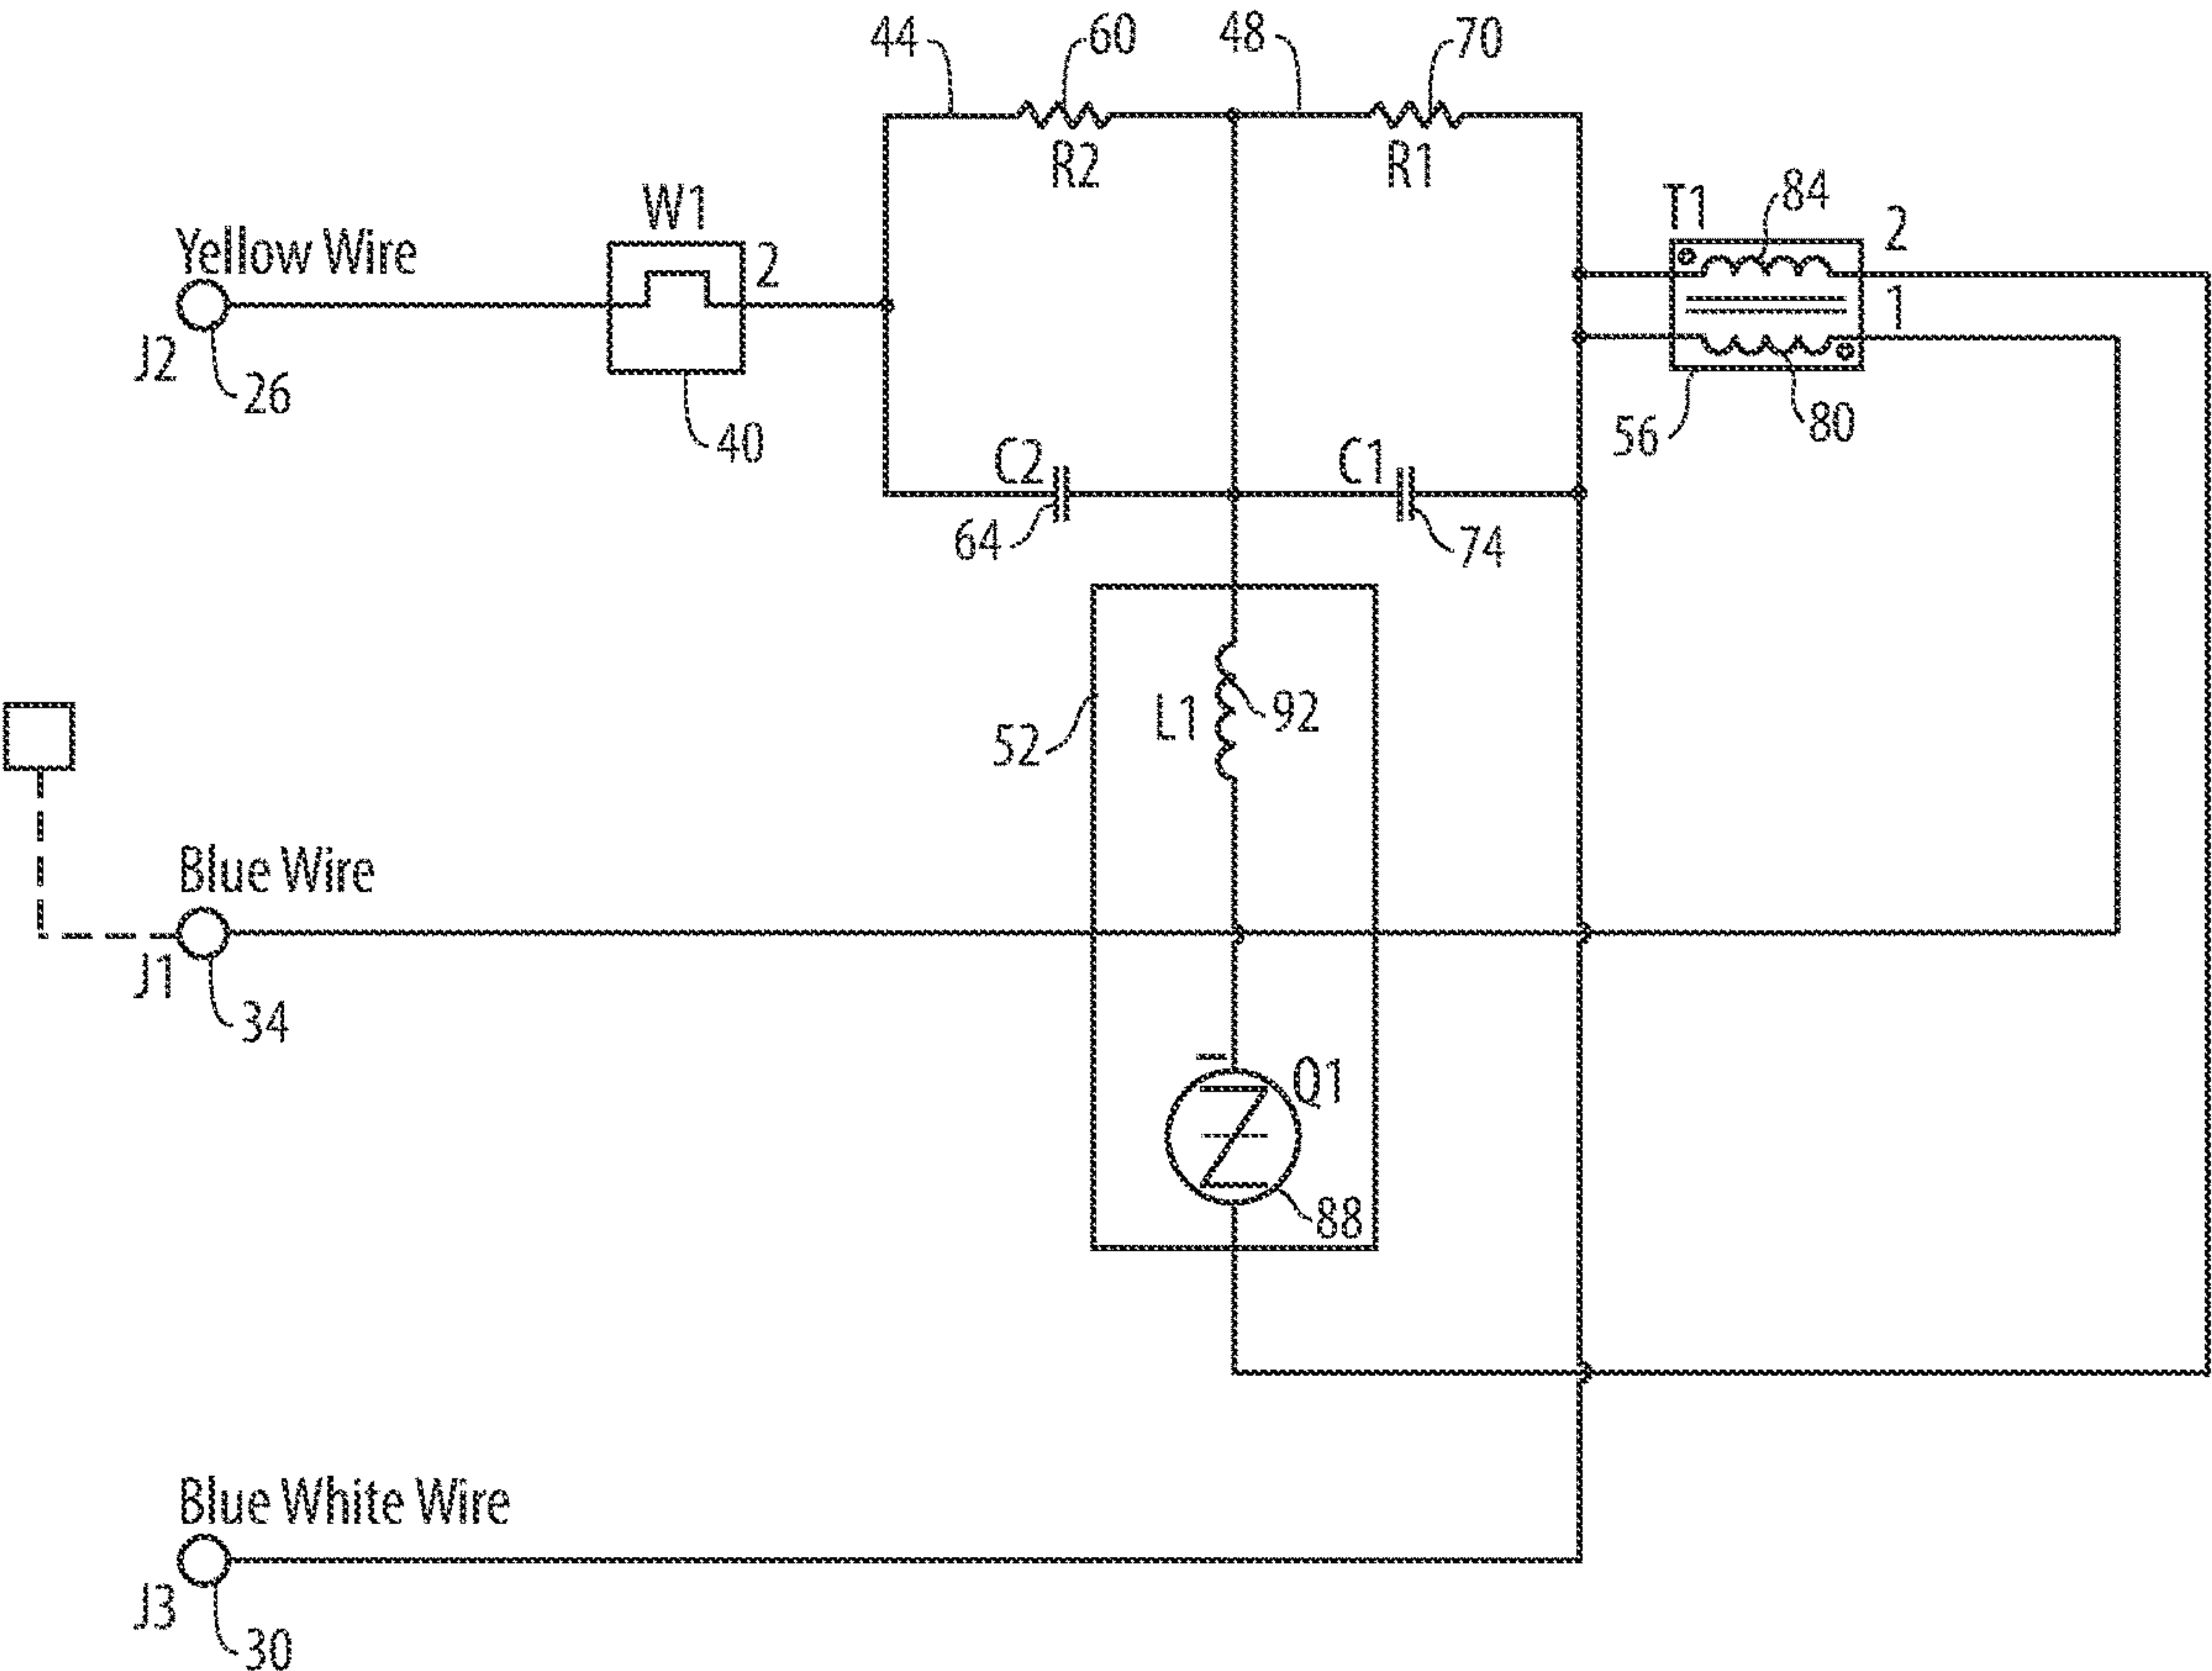 44
60
48
70
R2
R1
W1
2
T1
84
2
1
Yellow Wire
J2
26
40
56
80
C2
C1
64
74
52
L1
92
Blue Wire
J1
34
Q1
88
Blue White Wire
J3
30